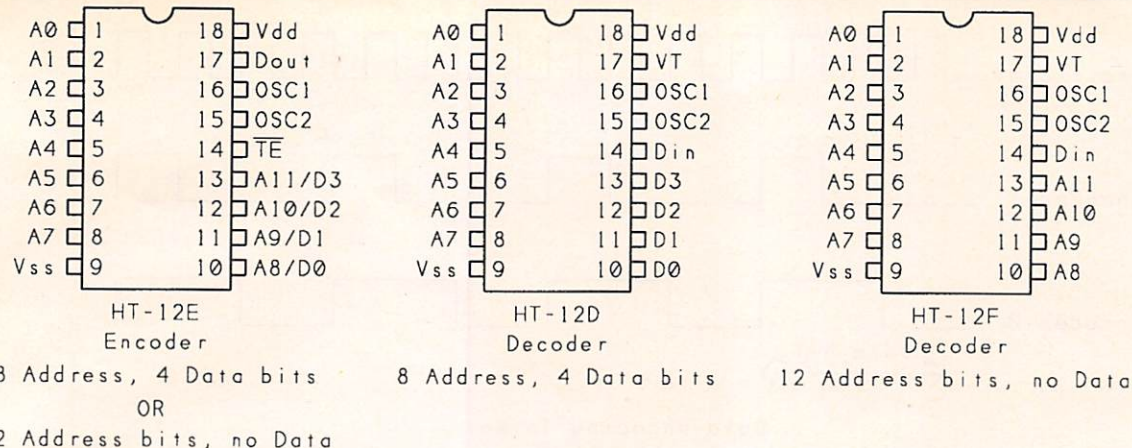 A0 1 18 Vdd
A1 2 17 Dout
A2 3 16 OSC1
A3 4 15 OSC2
A4 5 14 TE
A5 6 13 A11/D3
A6 7 12 A10/D2
A7 8 11 A9/D1
Vss 9 10 A8/D0
HT-12E
Encoder
8 Address, 4 Data bits
OR
2 Address bits, no Data
A0 1 18 Vdd
A1 2 17 VT
A2 3 16 OSC1
A3 4 15 OSC2
A4 5 14 Din
A5 6 13 D3
A6 7 12 D2
A7 8 11 D1
Vss 9 10 D0
HT-12D
Decoder
8 Address, 4 Data bits
A0 1 18 Vdd
A1 2 17 VT
A2 3 16 OSC1
A3 4 15 OSC2
A4 5 14 Din
A5 6 13 A11
A6 7 12 A10
A7 8 11 A9
Vss 9 10 A8
HT-12F
Decoder
12 Address bits, no Data